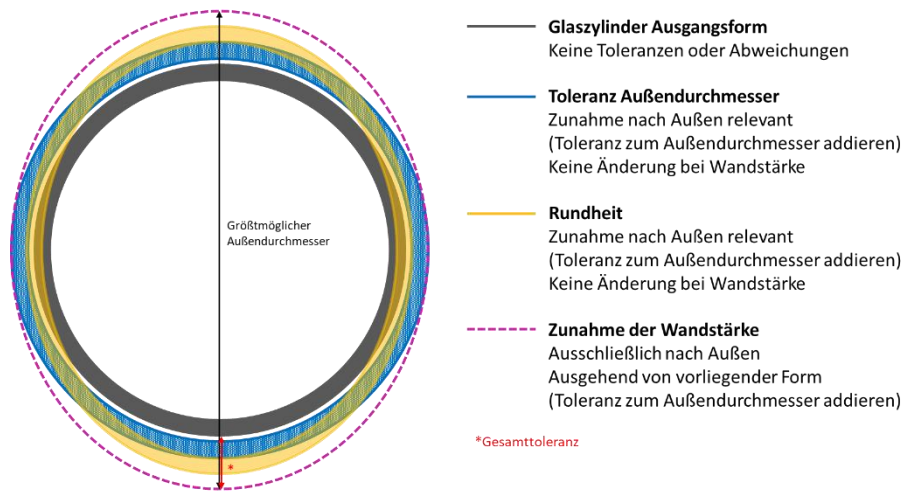 Größtmöglicher
Außendurchmesser
*
Glaszylinder Ausgangsform
Keine Toleranzen oder Abweichungen
Toleranz Außendurchmesser
Zunahme nach Außen relevant
(Toleranz zum Außendurchmesser addieren)
Keine Änderung bei Wandstärke
Rundheit
Zunahme nach Außen relevant
(Toleranz zum Außendurchmesser addieren)
Keine Änderung bei Wandstärke
Zunahme der Wandstärke
Ausschließlich nach Außen
Ausgehend von vorliegender Form
(Toleranz zum Außendurchmesser addieren)
*Gesamttoleranz